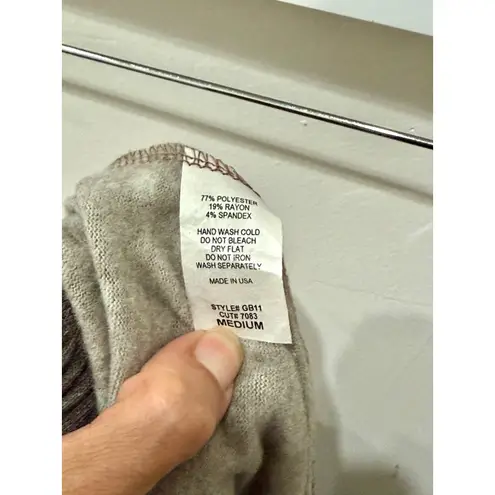 77% POLYESTER
19% RAYON
4% SPANDEX
HAND WASH COLD
DO NOT BLEACH
DRY FLAT
DO NOT IRON
WASH SEPARATELY
MADE IN USA
STYLE# GB11
CUT# 7083
MEDIUM